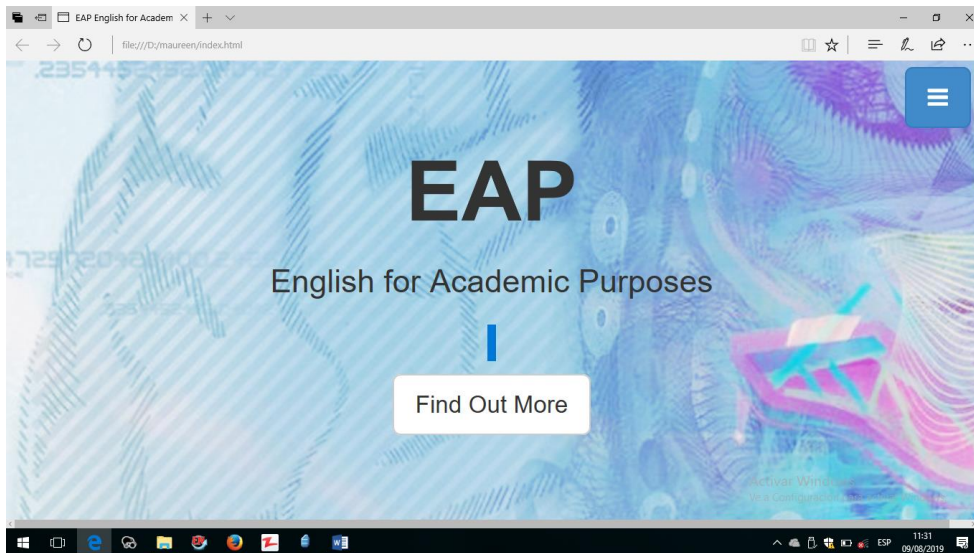 EAP English for Academ
file:///D:/maureen/index.html
EAP
English for Academic Purposes
Find Out More
Activar Windows
ESP
11:31
09/08/2019